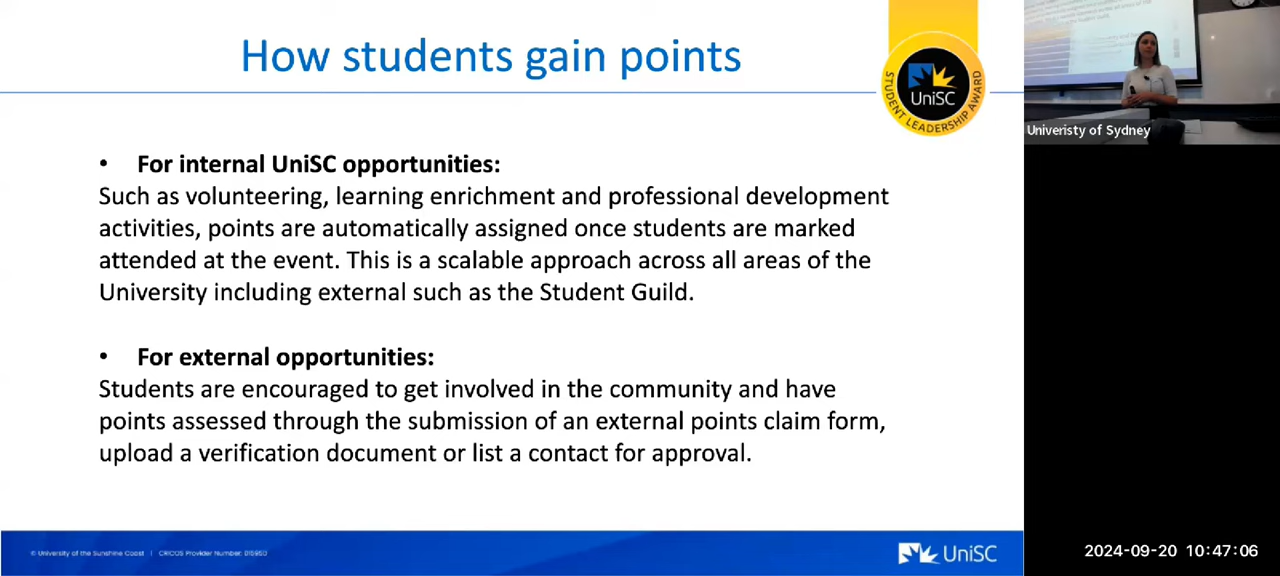 How students gain points
UniSC
STUDENT LEADERSHIP AWARD
Univeristy of Sydney
• For internal UniSC opportunities:
Such as volunteering, learning enrichment and professional development
activities, points are automatically assigned once students are marked
attended at the event. This is a scalable approach across all areas of the
University including external such as the Student Guild.
• For external opportunities:
Students are encouraged to get involved in the community and have
points assessed through the submission of an external points claim form,
upload a verification document or list a contact for approval.
© University of the Sunshine Coast | CRICOS Provider Number: 01595D
UniSC
2024-09-20 10:47:06